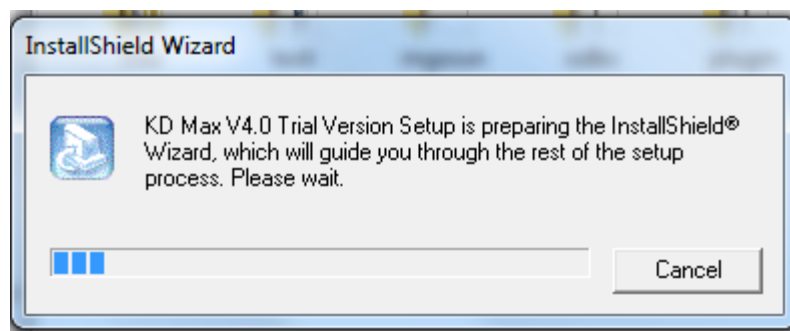 InstallShield Wizard
KD Max V4.0 Trial Version Setup is preparing the InstallShield®
Wizard, which will guide you through the rest of the setup
process. Please wait.
Cancel